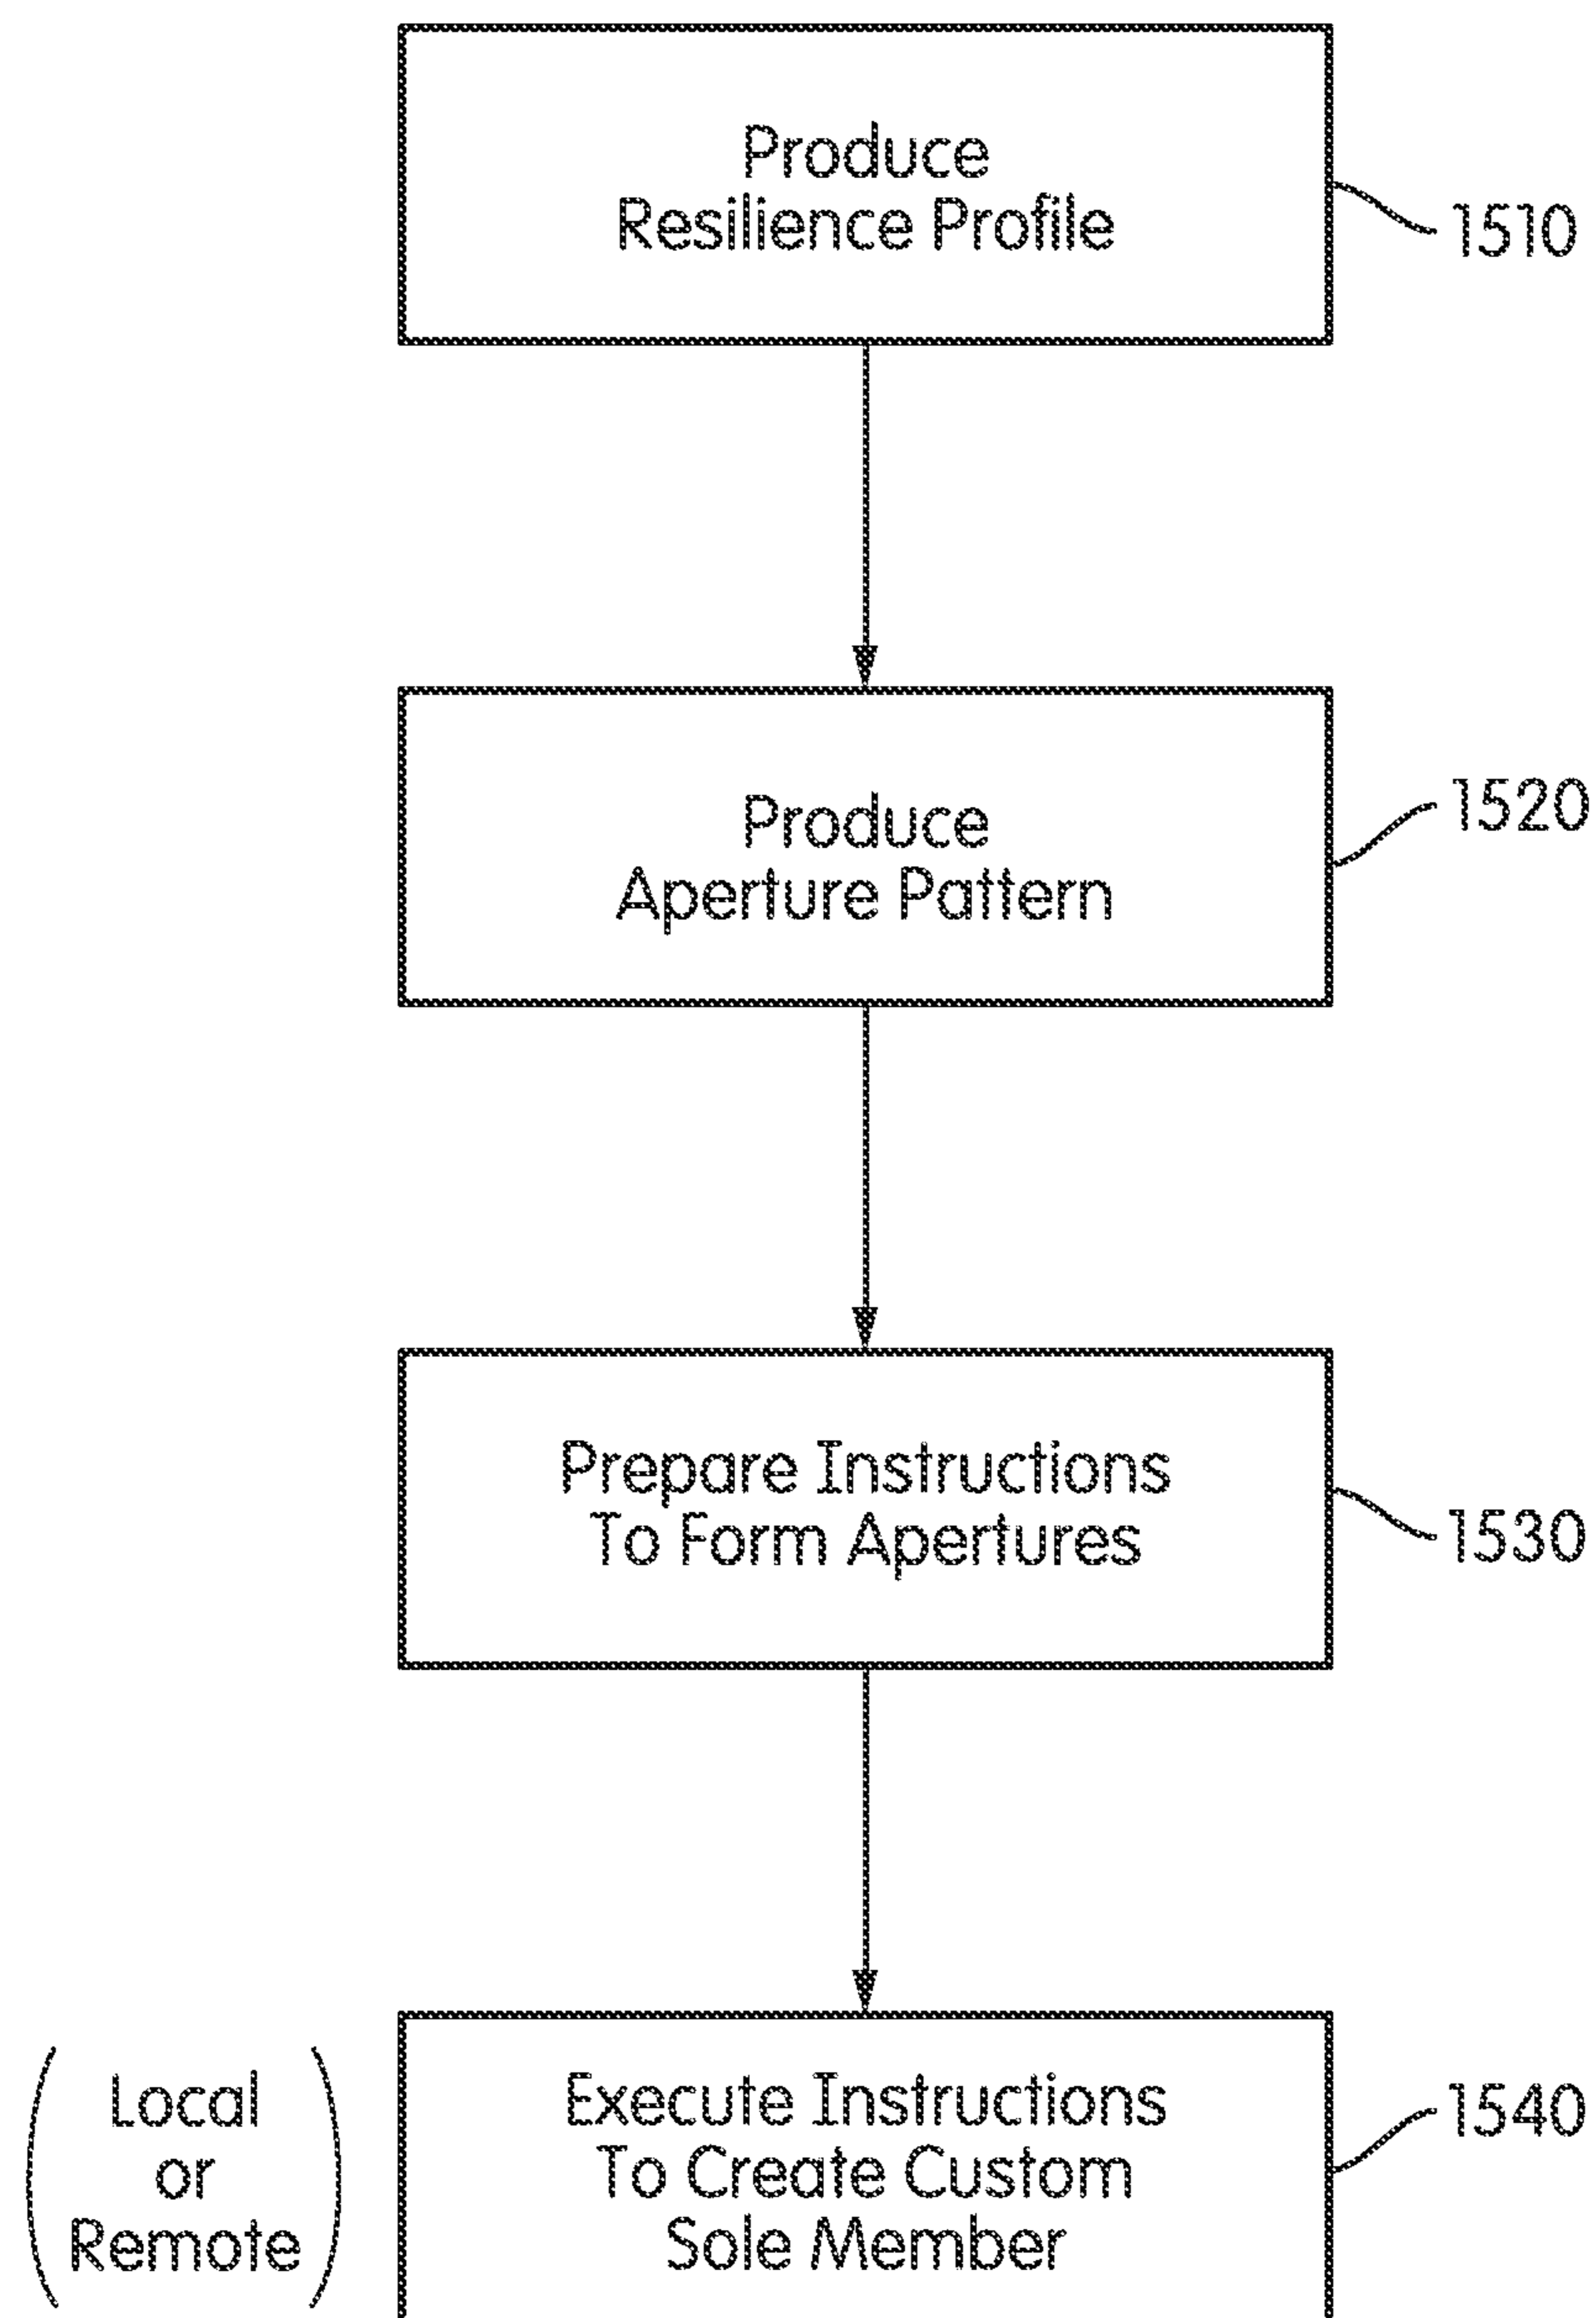 Produce
Resilience Profile
1510
Produce
Aperture Pattern
1520
Prepare Instructions
To Form Apertures
1530
(Local
or
Remote)
Execute Instructions
To Create Custom
Sole Member
1540